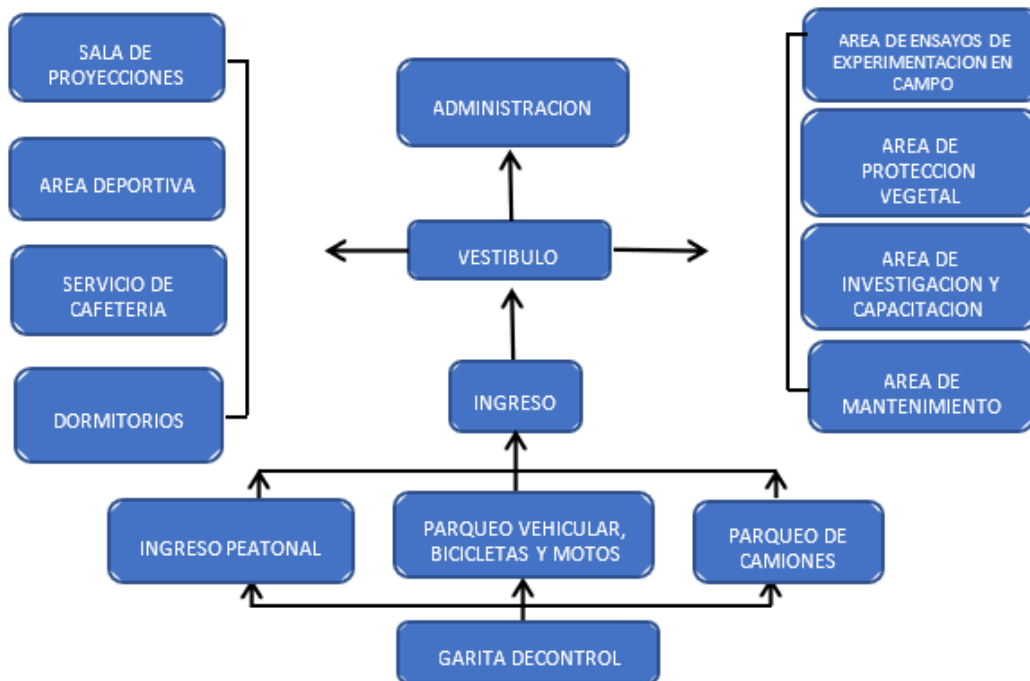 SALA DE
PROYECCIONES
AREA DEPORTIVA
SERVICIO DE
CAFETERIA
DORMITORIOS
ADMINISTRACION
VESTIBULO
INGRESO
AREA DE ENSAYOS DE
EXPERIMENTACION EN
CAMPO
AREA DE
PROTECCION
VEGETAL
AREA DE
INVESTIGACION Y
CAPACITACION
AREA DE
MANTENIMIENTO
INGRESO PEATONAL
PARQUEO VEHICULAR,
BICICLETAS Y MOTOS
PARQUEO DE
CAMIONES
GARITA DECONTROL